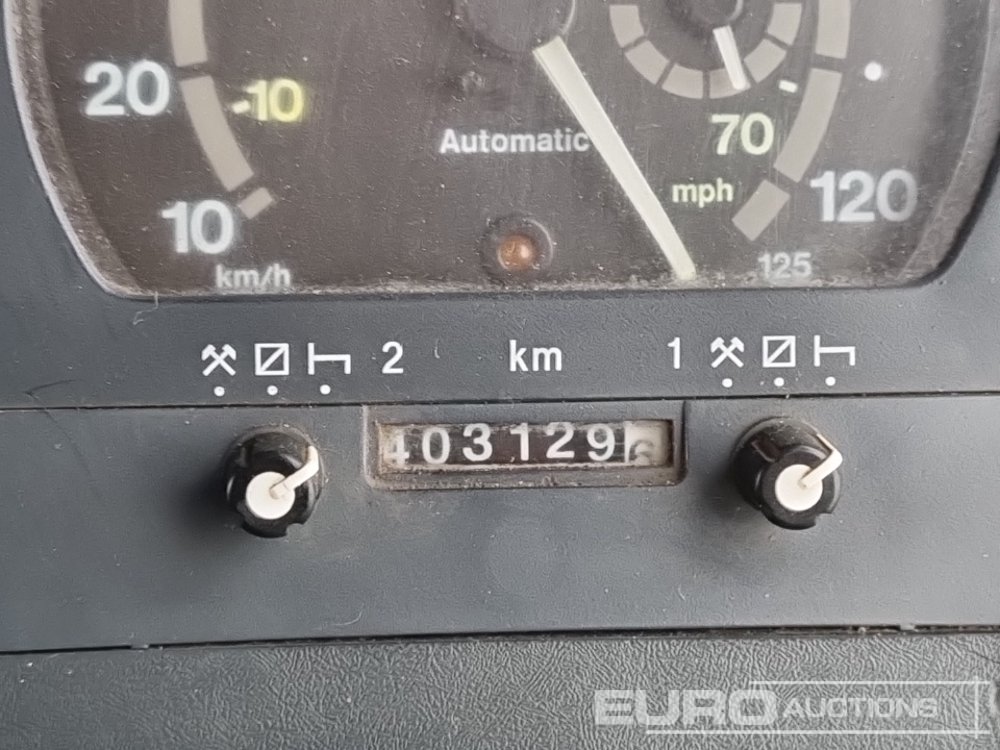 20 -10 70
Automatic
10 mph 120
km/h 125
2 km 1
403129
EURO AUCTIONS